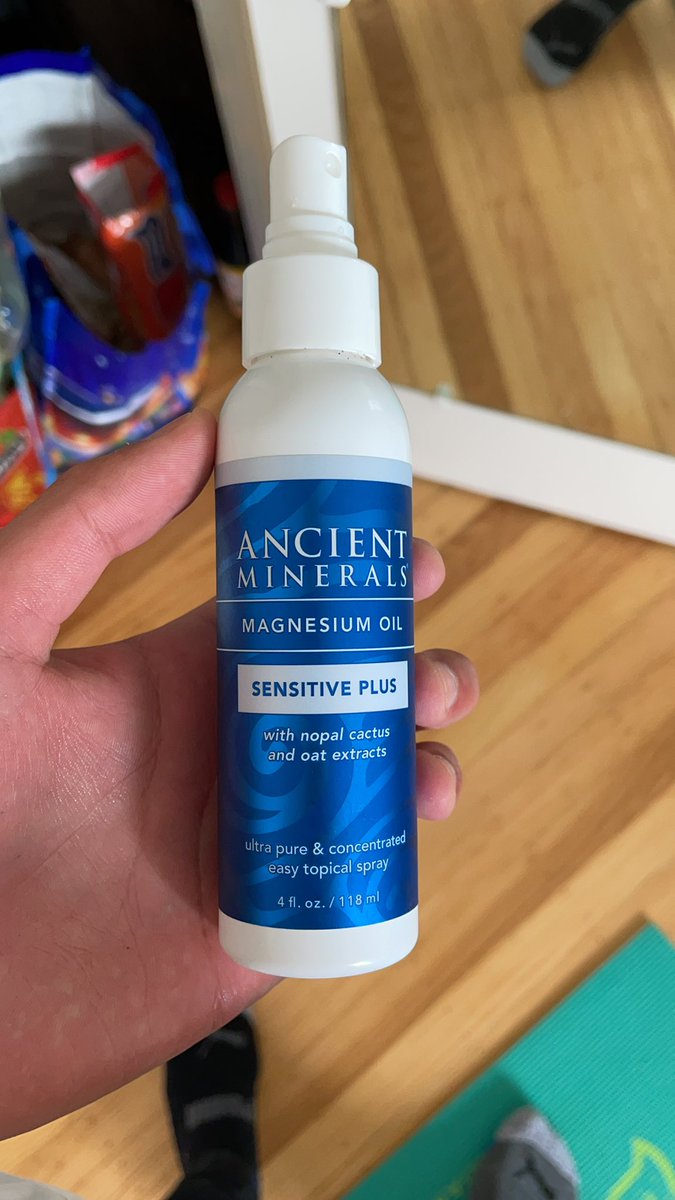 ANCIENT
MINERALS
MAGNESIUM OIL
SENSITIVE PLUS
with nopal cactus
and oat extracts
ultra pure & concentrated
easy topical spray
4 fl. oz. / 118 ml